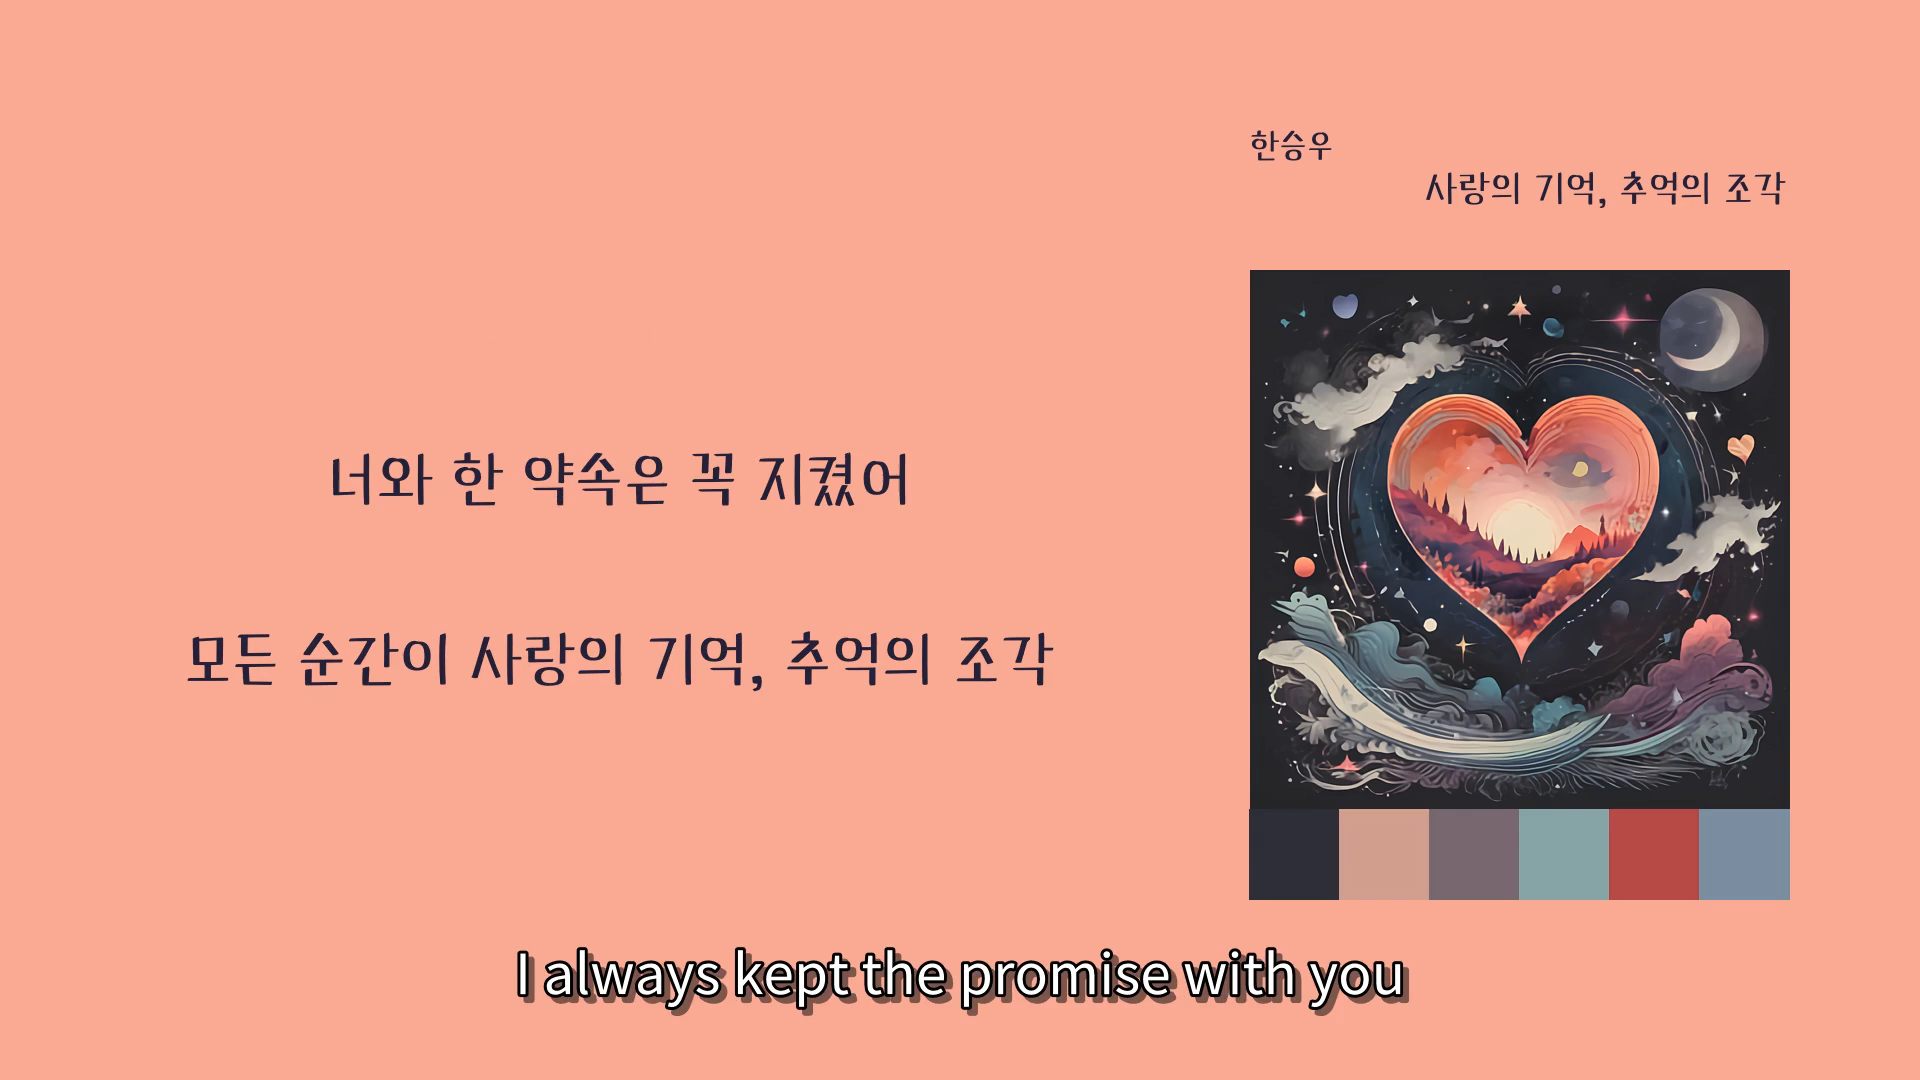 한승우
사랑의 기억, 추억의 조각
너와 한 약속은 꼭 지켰어
모든 순간이 사랑의 기억, 추억의 조각
I always kept the promise with you